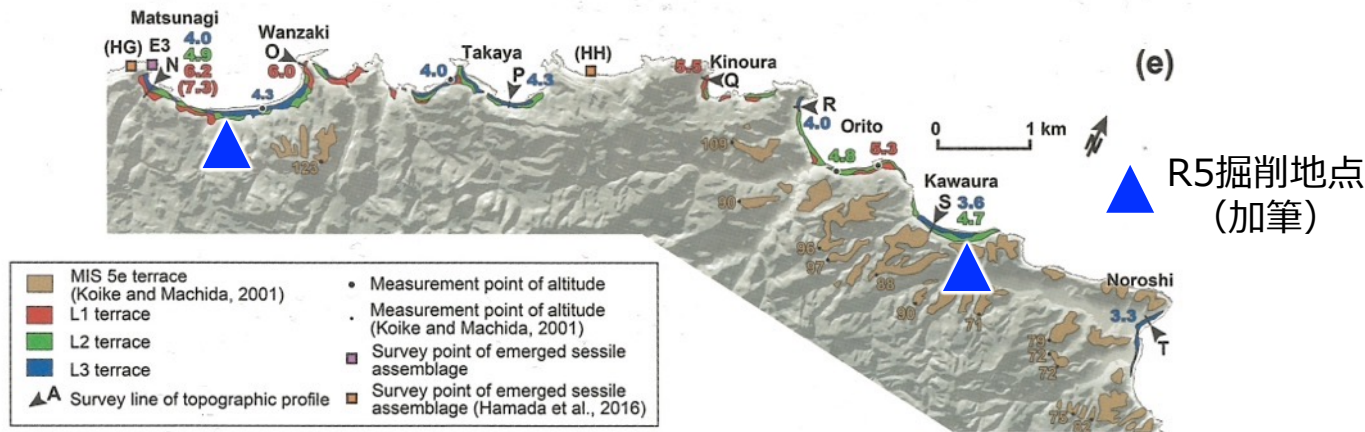 Matsunagi
(HG) E3 4.0
N 4.9
6.2
(7.3)
4.3
Wanzaki
O
6.0
123
Takaya
4.0
P 4.3
(HH)
Kinoura
5.5
Q
(e)
R
4.0
Orito
4.8 5.3
0 1 km
N
109
90
96
97
88
90
71
Kawaura
S 3.6
4.7
R5掘削地点
（加筆）
Noroshi
3.3
T
73
72
72
75
MIS 5e terrace
(Koike and Machida, 2001)
L1 terrace
L2 terrace
L3 terrace
A Survey line of topographic profile
Measurement point of altitude
Measurement point of altitude
(Koike and Machida, 2001)
Survey point of emerged sessile
assemblage
Survey point of emerged sessile
assemblage (Hamada et al., 2016)